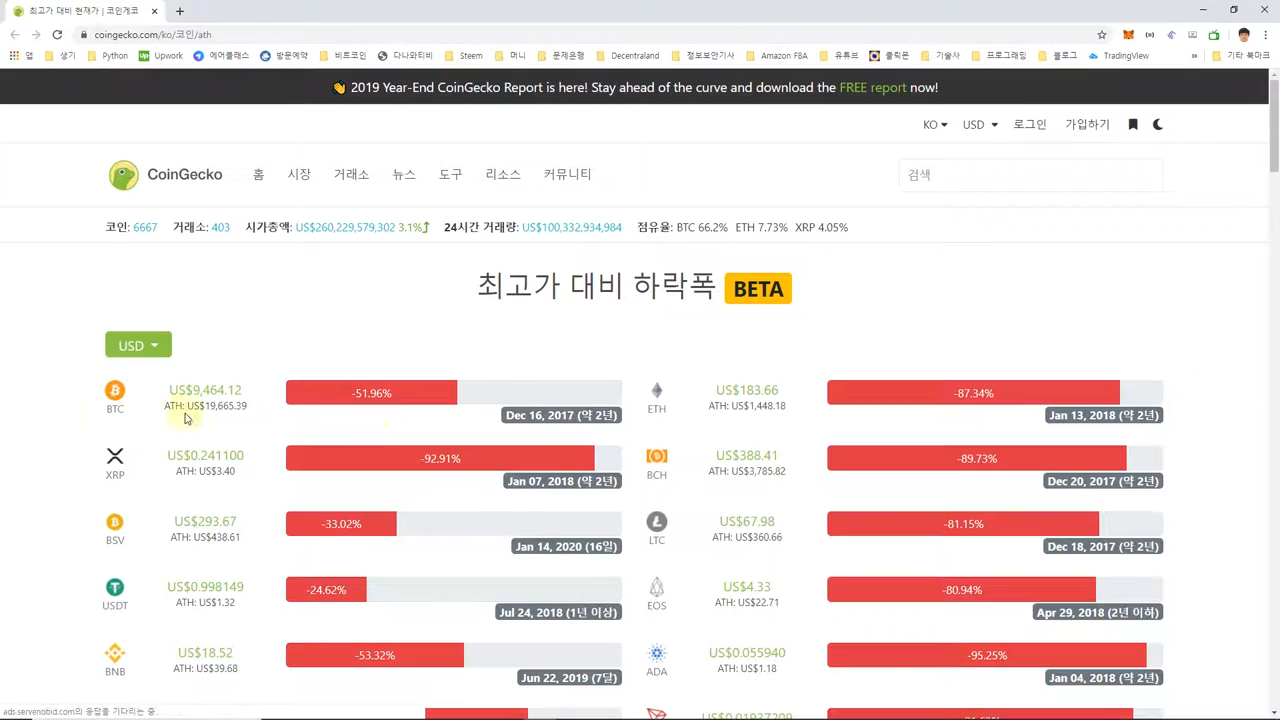 최고가 대비 현재가 | 코인게코
coingecko.com/ko/코인/ath
앱 생기 Python Upwork 에어클래스 방문예약 비트코인 다나와티비 Steem 머니 문제은행 Decentraland 정보보안기사 Amazon FBA 유튜브 클릭몬 기술사 프로그래밍 블로그 TradingView » 기타 북마크
2019 Year-End CoinGecko Report is here! Stay ahead of the curve and download the FREE report now!
KO USD 로그인 가입하기
CoinGecko 홈 시장 거래소 뉴스 도구 리소스 커뮤니티 검색
코인: 6667 거래소: 403 시가총액: US$260,229,579,302 3.1% 24시간 거래량: US$100,332,934,984 점유율: BTC 66.2% ETH 7.73% XRP 4.05%
최고가 대비 하락폭 BETA
USD
BTC US$9,464.12 ATH: US$19,665.39 -51.96% Dec 16, 2017 (약 2년)
ETH US$183.66 ATH: US$1,448.18 -87.34% Jan 13, 2018 (약 2년)
XRP US$0.241100 ATH: US$3.40 -92.91% Jan 07, 2018 (약 2년)
BCH US$388.41 ATH: US$3,785.82 -89.73% Dec 20, 2017 (약 2년)
BSV US$293.67 ATH: US$438.61 -33.02% Jan 14, 2020 (16일)
LTC US$67.98 ATH: US$360.66 -81.15% Dec 18, 2017 (약 2년)
USDT US$0.998149 ATH: US$1.32 -24.62% Jul 24, 2018 (1년 이상)
EOS US$4.33 ATH: US$22.71 -80.94% Apr 29, 2018 (2년 이하)
BNB US$18.52 ATH: US$39.68 -53.32% Jun 22, 2019 (7달)
ADA US$0.055940 ATH: US$1.18 -95.25% Jan 04, 2018 (약 2년)
ads.servenobid.com의 응답을 기다리는 중...